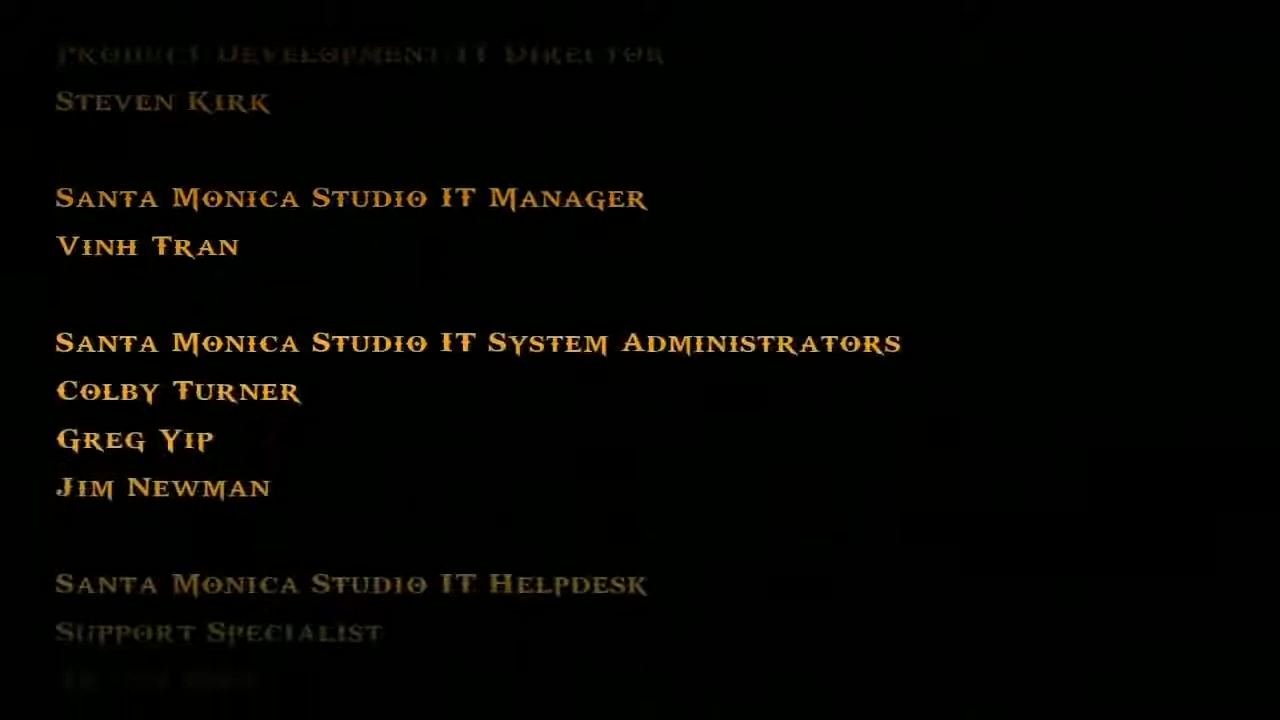 Product Development IT Director
Steven Kirk
Santa Monica Studio IT Manager
Vinh Tran
Santa Monica Studio IT System Administrators
Colby Turner
Greg Yip
Jim Newman
Santa Monica Studio IT Helpdesk
Support Specialist